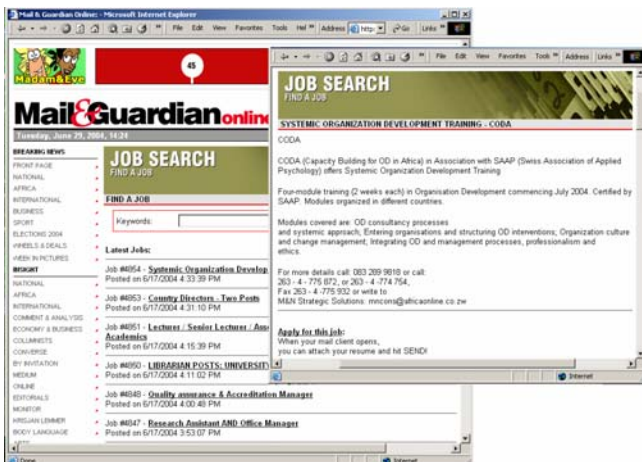 Mail & Guardian Online: - Microsoft Internet Explorer
File Edit View Favorites Tools Hel » Address http: Go Links »
Madam&Eve
45
Mail&Guardian online
Tuesday, June 29, 2004, 14:24
BREAKING NEWS
FRONT PAGE
NATIONAL
AFRICA
INTERNATIONAL
BUSINESS
SPORT
ELECTIONS 2004
WHEELS & DEALS
WEEK IN PICTURES
INSIGHT
NATIONAL
AFRICA
INTERNATIONAL
COMMENT & ANALYSIS
ECONOMY & BUSINESS
COLUMNISTS
CONVERSE
BY INVITATION
MEDIUM
ONLINE
EDITORIALS
MONITOR
KRISJAN LEMMER
BODY LANGUAGE
JOB SEARCH
FIND A JOB
FIND A JOB
Keywords:
Latest Jobs:
Job #4854 - Systemic Organization Develop
Posted on 6/17/2004 4:33:39 PM
Job #4853 - Country Directors - Two Posts
Posted on 6/17/2004 4:31:10 PM
Job #4851 - Lecturer / Senior Lecturer / Asso
Academics
Posted on 6/17/2004 4:15:39 PM
Job #4850 - LIBRARIAN POSTS: UNIVERSITY
Posted on 6/17/2004 4:11:02 PM
Job #4848 - Quality assurance & Accreditation Manager
Posted on 6/17/2004 4:00:48 PM
Job #4847 - Research Assistant AND Office Manager
Posted on 6/17/2004 3:53:07 PM
Done
Internet
File Edit View Favorites Tools » Address Links »
JOB SEARCH
FIND A JOB
SYSTEMIC ORGANIZATION DEVELOPMENT TRAINING - CODA
CODA
CODA (Capacity Building for OD in Africa) in Association with SAAP (Swiss Association of Applied
Psychology) offers Systemic Organization Development Training
Four-module training (2 weeks each) in Organisation Development commencing July 2004. Certified by
SAAP. Modules organized in different countries.
Modules covered are: OD consultancy processes
and systemic approach; Entering organisations and structuring OD interventions; Organization culture
and change management; Integrating OD and management processes, professionalism and
ethics.
For more details call: 083 289 9818 or call:
263 - 4 - 775 872, or 263 - 4 -774 754,
Fax 263 - 4 -775 932 or write to
M&N Strategic Solutions: mncons@africaonline.co.zw
Apply for this job:
When your mail client opens,
you can attach your resume and hit SEND!
Internet